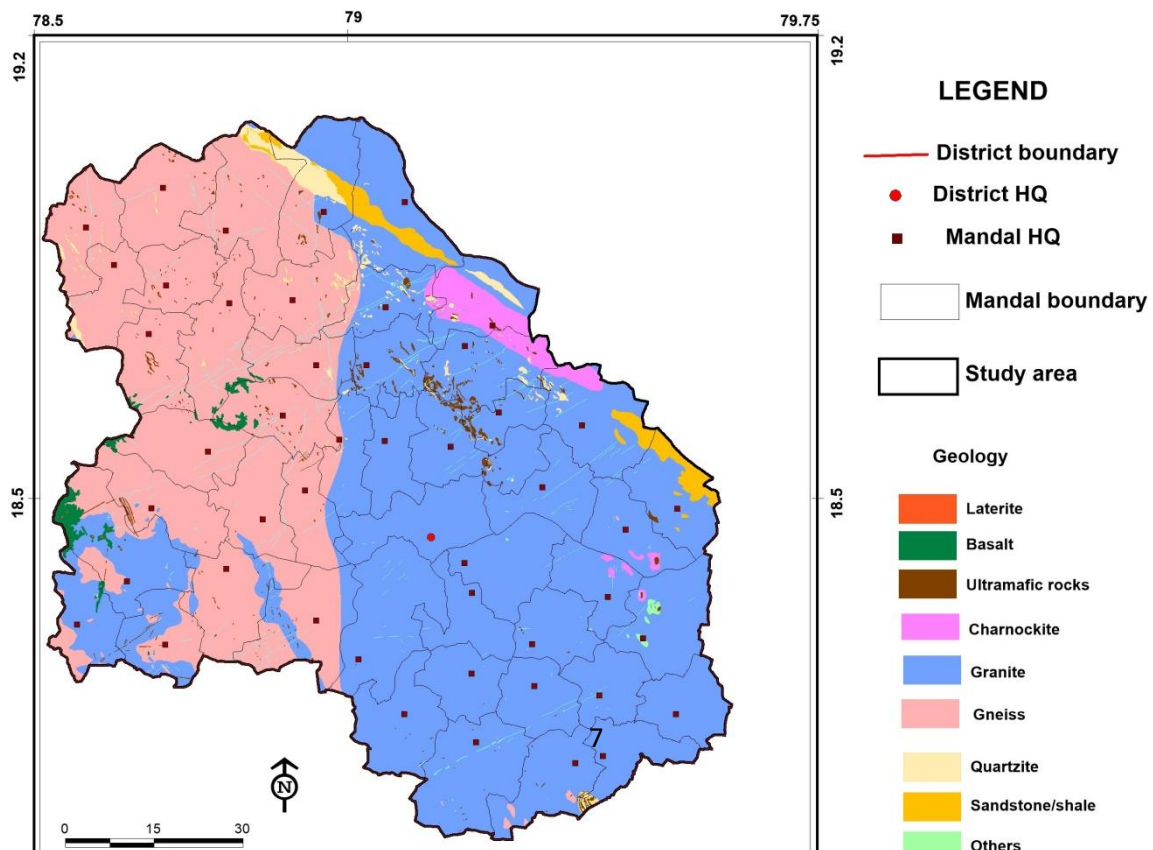 78.5 79 79.75
19.2 19.2
LEGEND
District boundary
District HQ
Mandal HQ
Mandal boundary
Study area
Geology
18.5 18.5
Laterite
Basalt
Ultramafic rocks
Charnockite
Granite
Gneiss
7
Quartzite
N
Sandstone/shale
0 15 30
Others